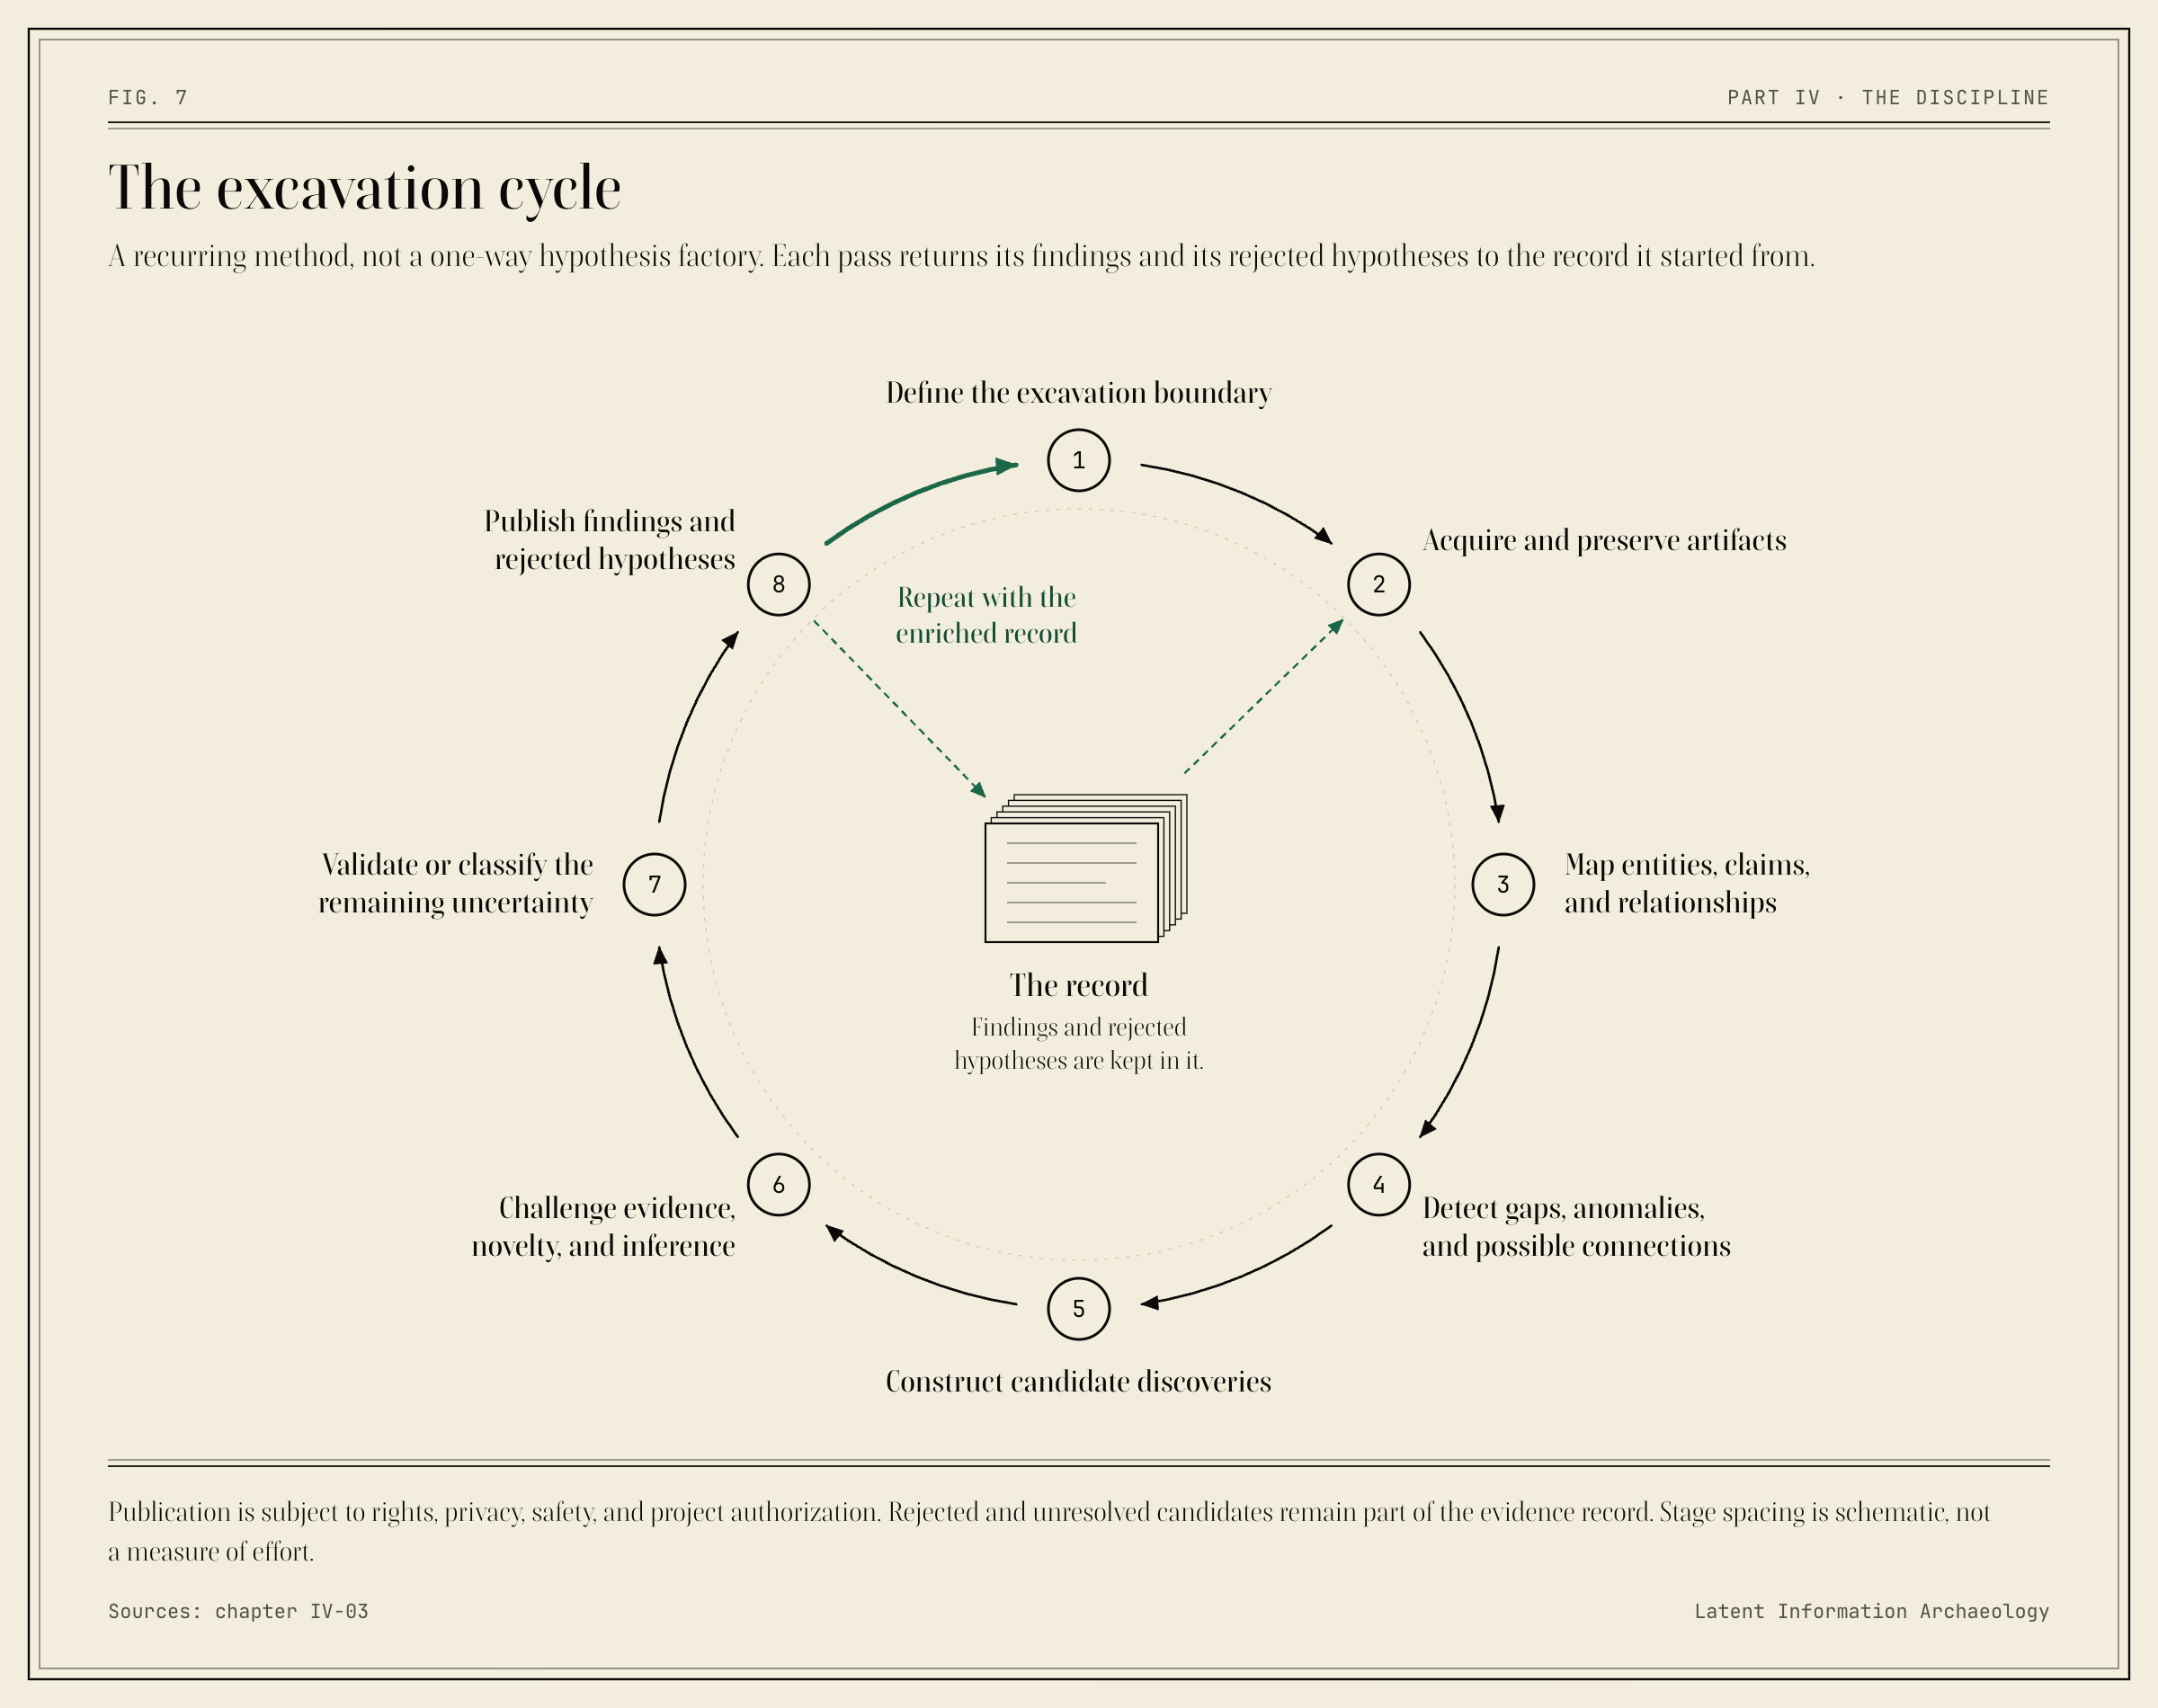 FIG. 7
PART IV · THE DISCIPLINE
The excavation cycle
A recurring method, not a one-way hypothesis factory. Each pass returns its findings and its rejected hypotheses to the record it started from.
Define the excavation boundary
1
Publish findings and
rejected hypotheses
8
Acquire and preserve artifacts
2
Repeat with the
enriched record
Validate or classify the
remaining uncertainty
7
Map entities, claims,
and relationships
3
The record
Findings and rejected
hypotheses are kept in it.
Challenge evidence,
novelty, and inference
6
Detect gaps, anomalies,
and possible connections
4
5
Construct candidate discoveries
Publication is subject to rights, privacy, safety, and project authorization. Rejected and unresolved candidates remain part of the evidence record. Stage spacing is schematic, not
a measure of effort.
Sources: chapter IV-03
Latent Information Archaeology